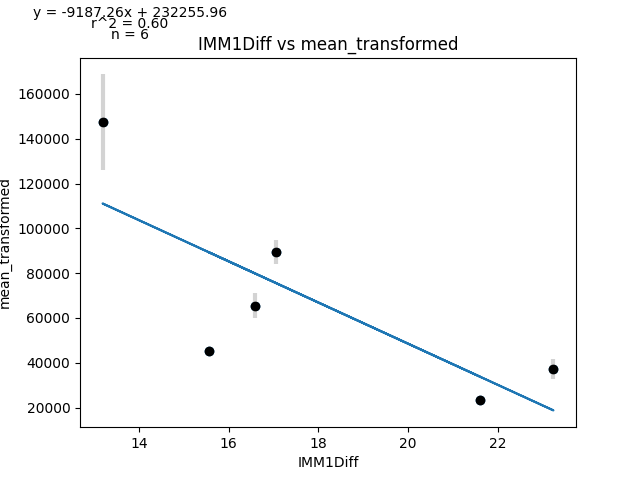 y = -9187.26x + 232255.96
r^2 = 0.60
n = 6
IMM1Diff vs mean_transformed
160000
140000
120000
100000
80000
60000
40000
20000
mean_transformed
14 16 18 20 22
IMM1Diff